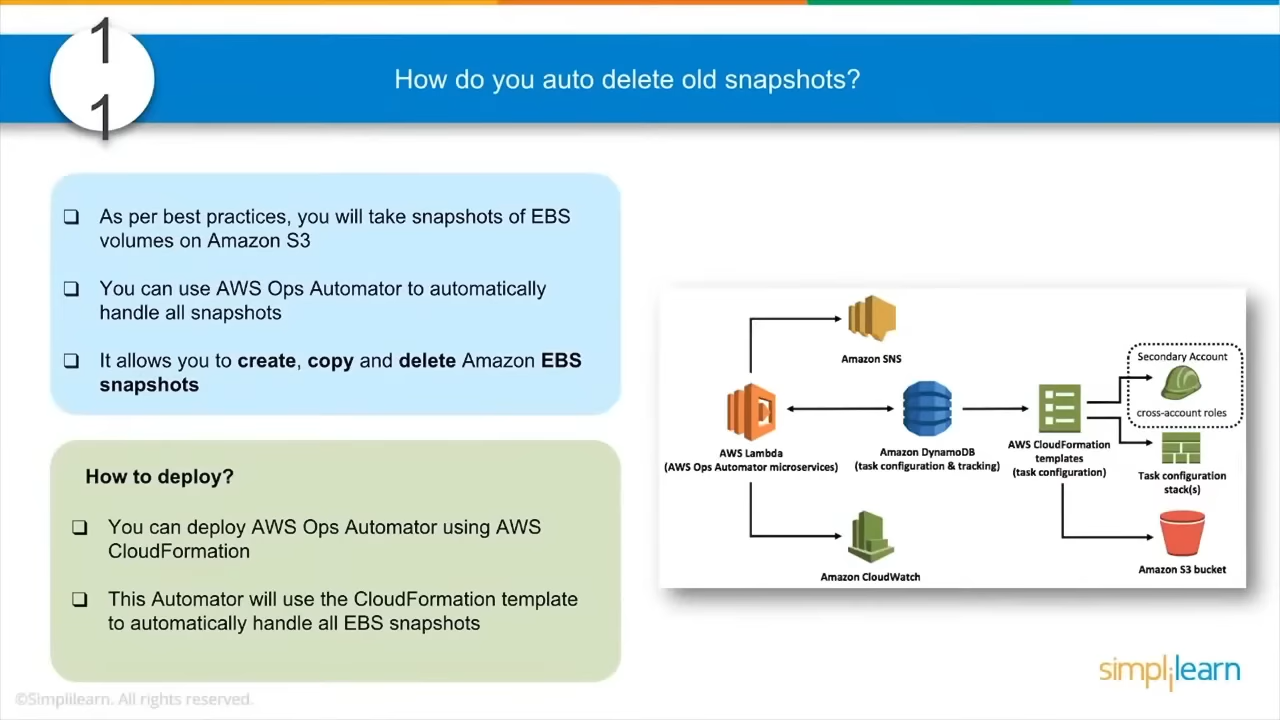 1
1
How do you auto delete old snapshots?
❑ As per best practices, you will take snapshots of EBS
volumes on Amazon S3
❑ You can use AWS Ops Automator to automatically
handle all snapshots
❑ It allows you to create, copy and delete Amazon EBS
snapshots
How to deploy?
❑ You can deploy AWS Ops Automator using AWS
CloudFormation
❑ This Automator will use the CloudFormation template
to automatically handle all EBS snapshots
Amazon SNS
AWS Lambda
(AWS Ops Automator microservices)
Amazon DynamoDB
(task configuration & tracking)
AWS CloudFormation
templates
(task configuration)
Secondary Account
cross-account roles
Task configuration
stack(s)
Amazon CloudWatch
Amazon S3 bucket
simplilearn
©Simplilearn. All rights reserved.